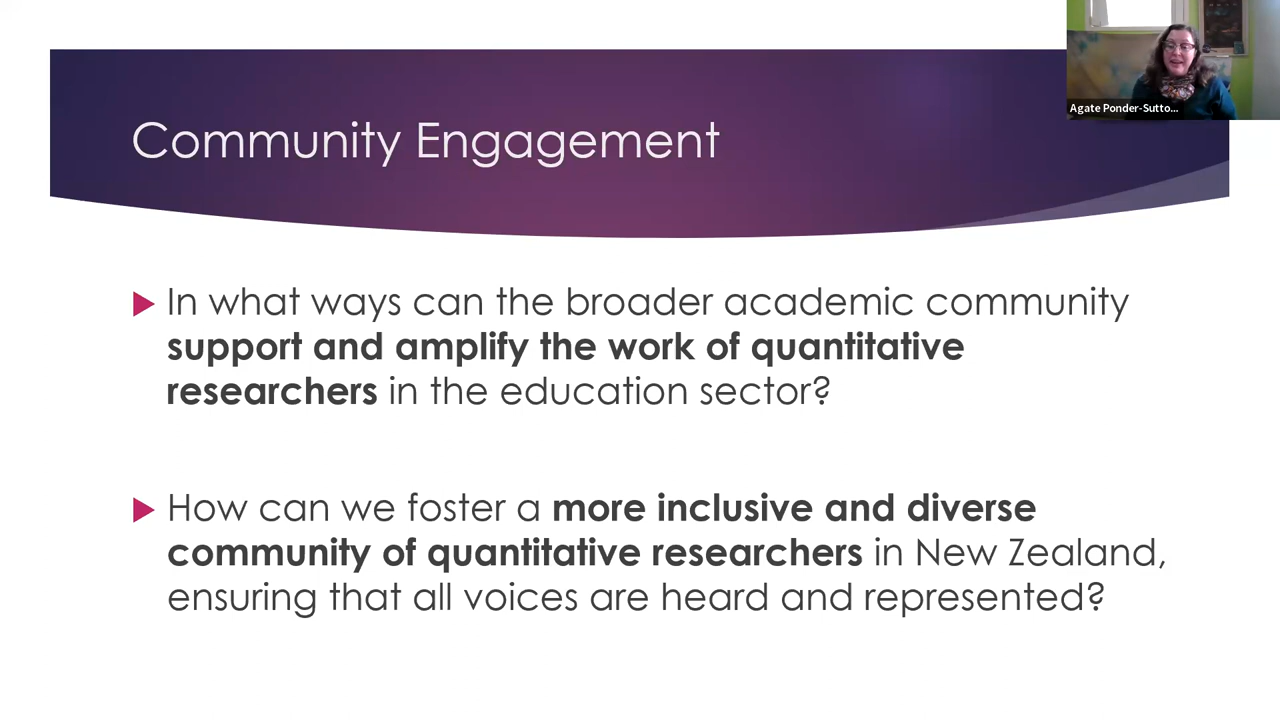 Agate Ponder-Sutto...
Community Engagement
In what ways can the broader academic community
support and amplify the work of quantitative
researchers in the education sector?
How can we foster a more inclusive and diverse
community of quantitative researchers in New Zealand,
ensuring that all voices are heard and represented?